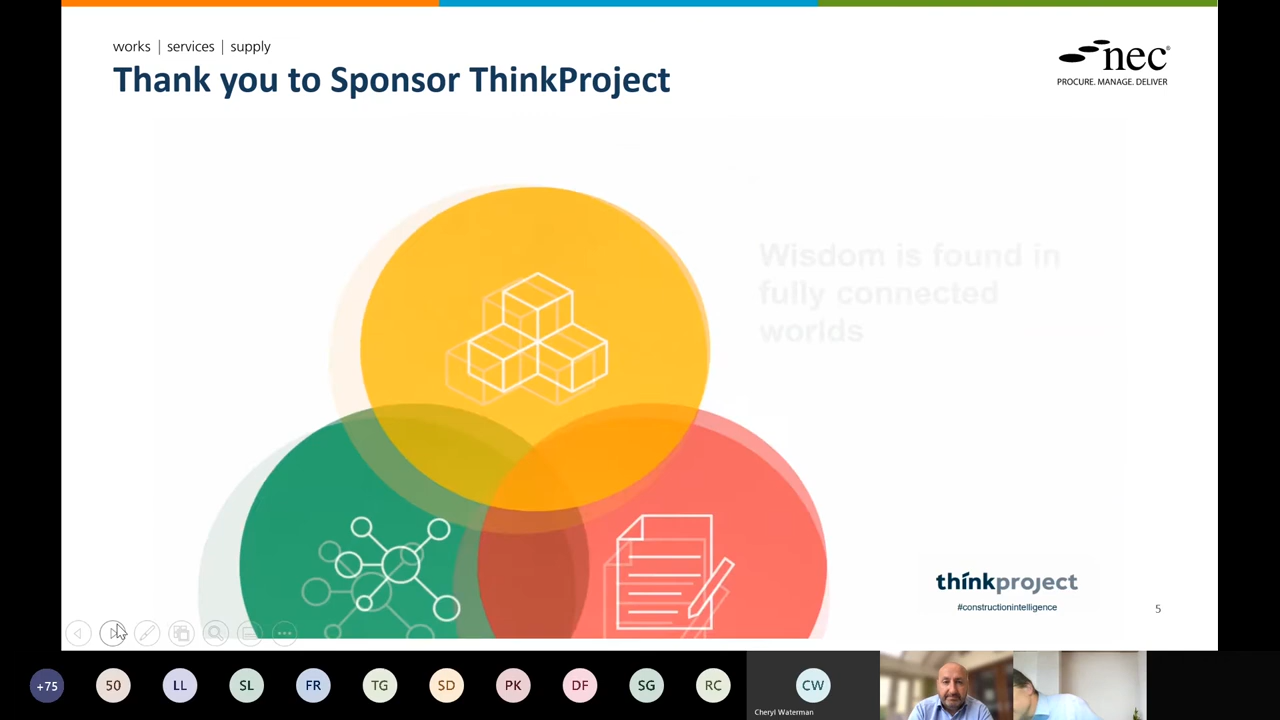 works | services | supply
Thank you to Sponsor ThinkProject
nec®
PROCURE. MANAGE. DELIVER
Wisdom is found in
fully connected
worlds
thinkproject
#constructionintelligence
5
+75
50
LL
SL
FR
TG
SD
PK
DF
SG
RC
CW
Cheryl Waterman